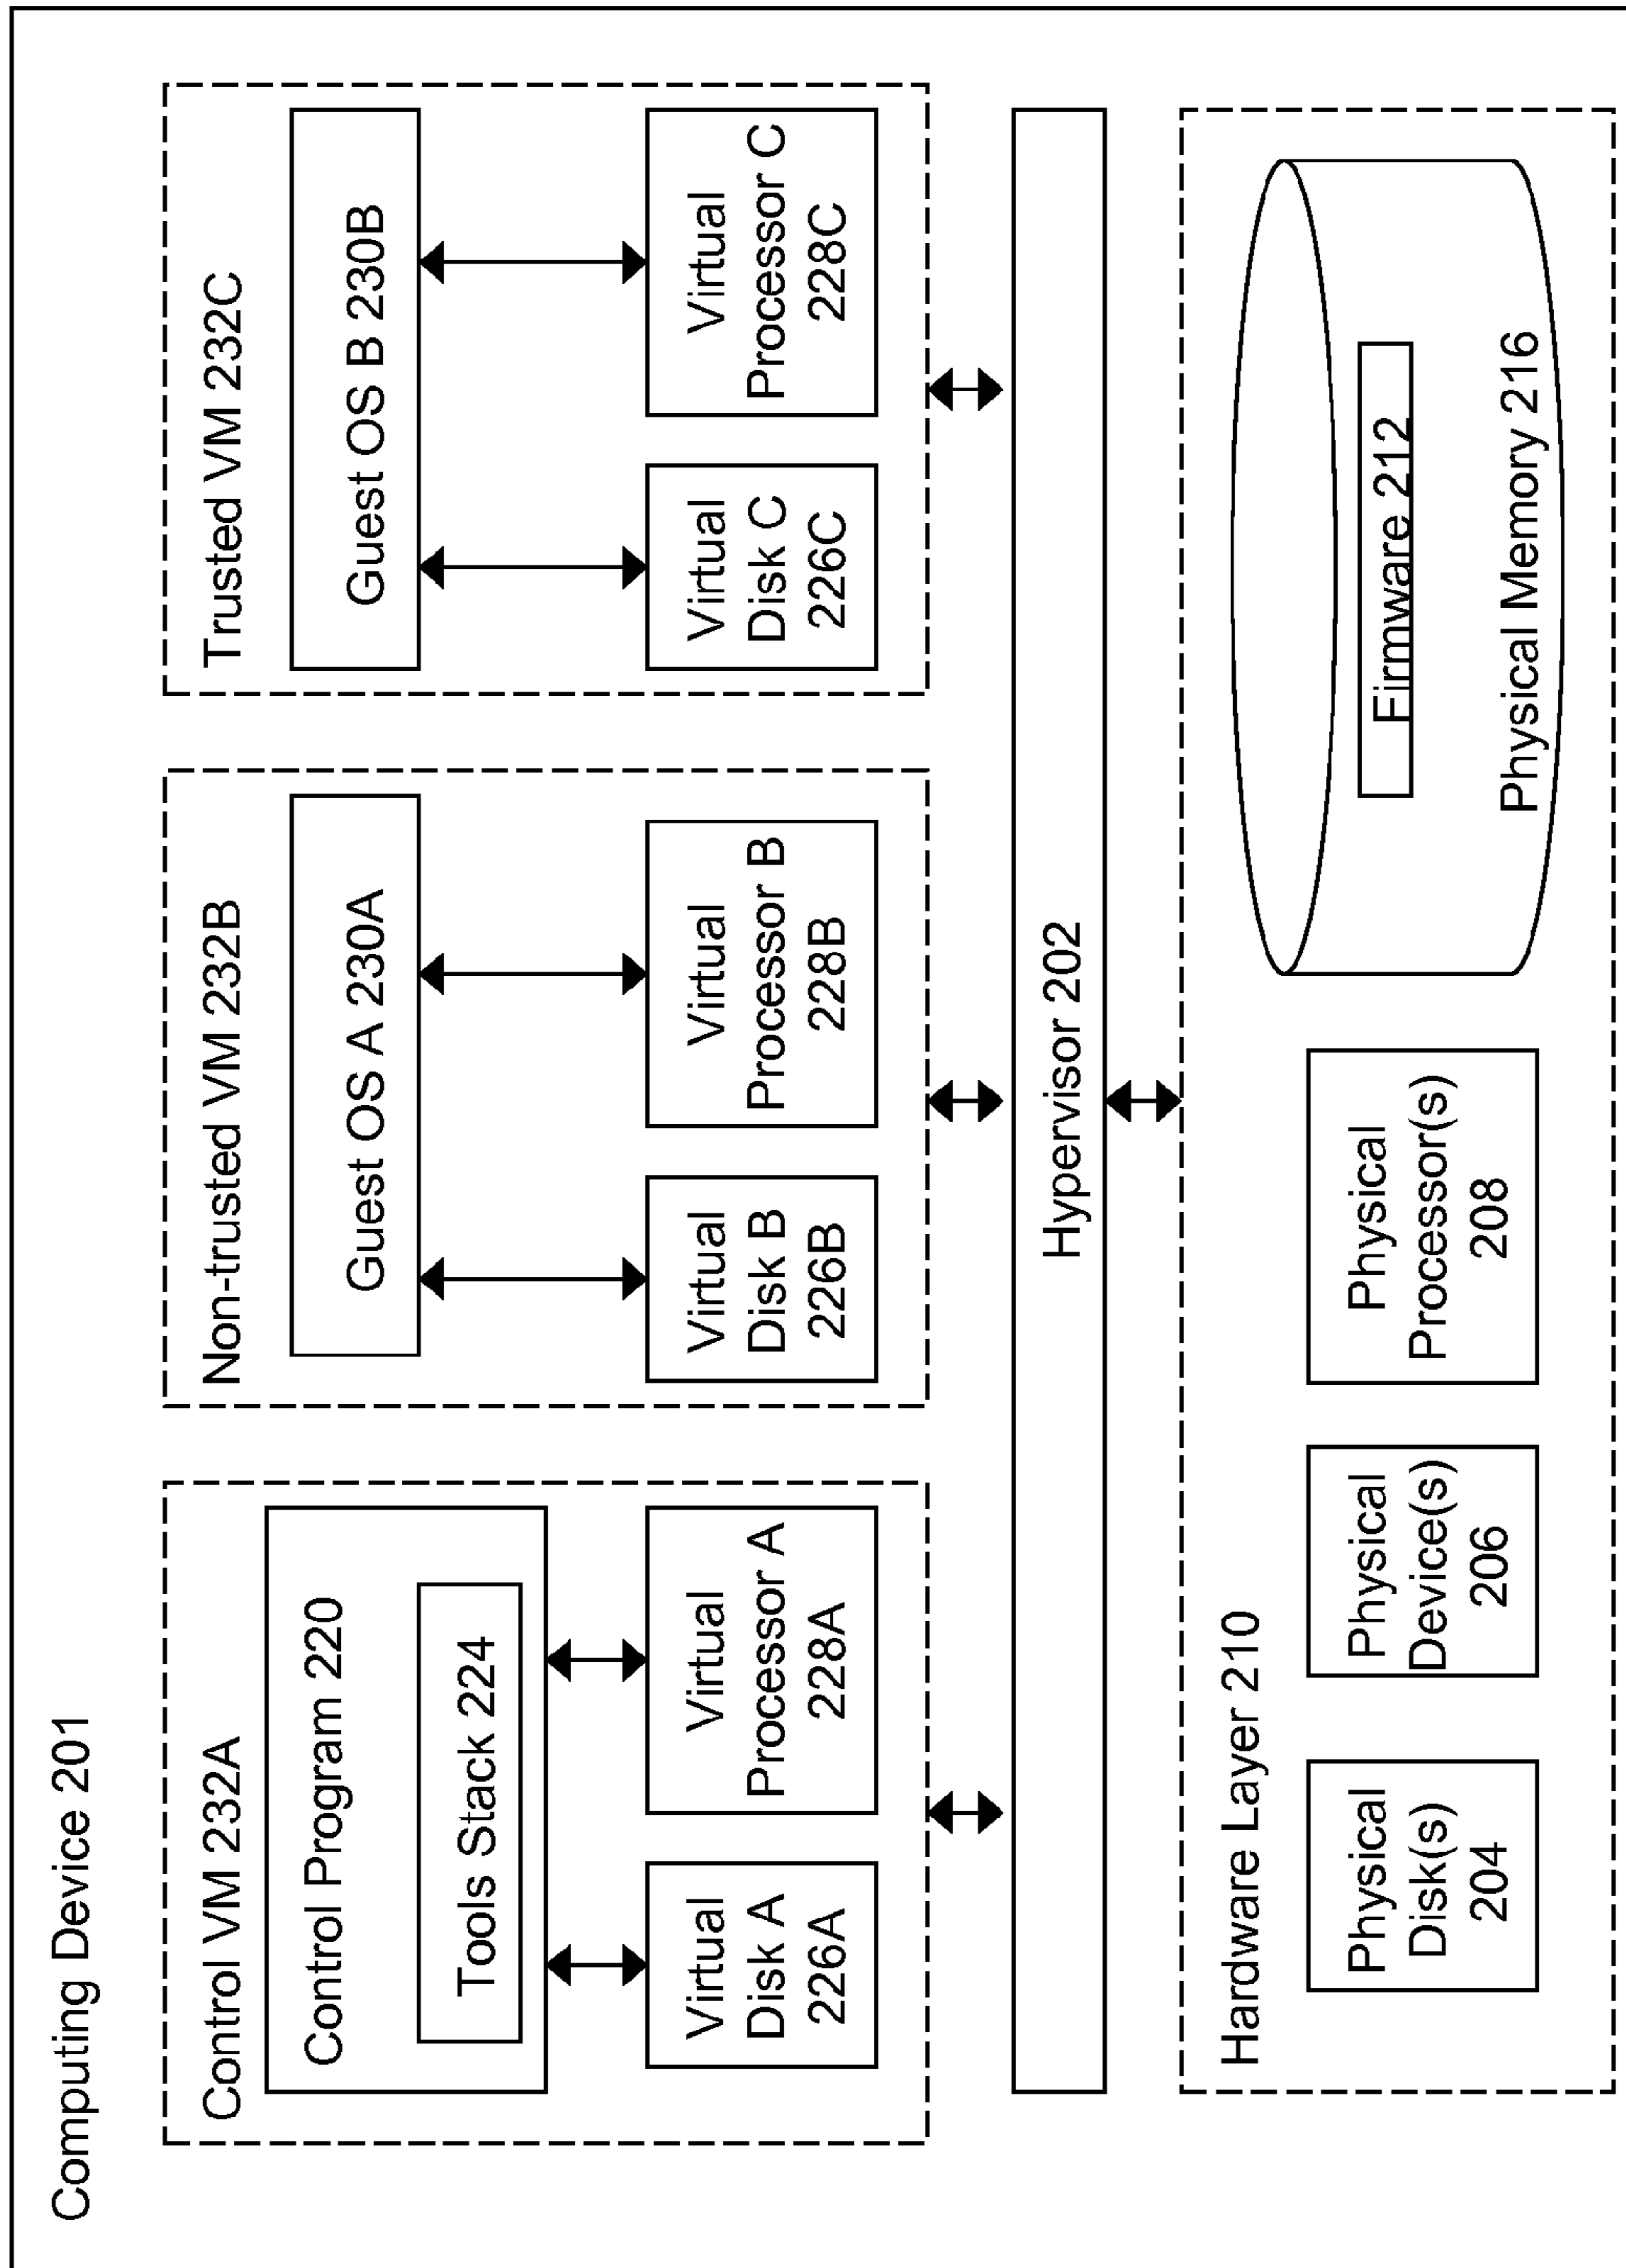 Computing Device 201
Control VM 232A
Control Program 220
Tools Stack 224
Virtual
Disk A
226A
Virtual
Processor A
228A
Non-trusted VM 232B
Guest OS A 230A
Virtual
Disk B
226B
Virtual
Processor B
228B
Trusted VM 232C
Guest OS B 230B
Virtual
Disk C
226C
Virtual
Processor C
228C
Hypervisor 202
Hardware Layer 210
Physical
Disk(s)
204
Physical
Device(s)
206
Physical
Processor(s)
208
Firmware 212
Physical Memory 216